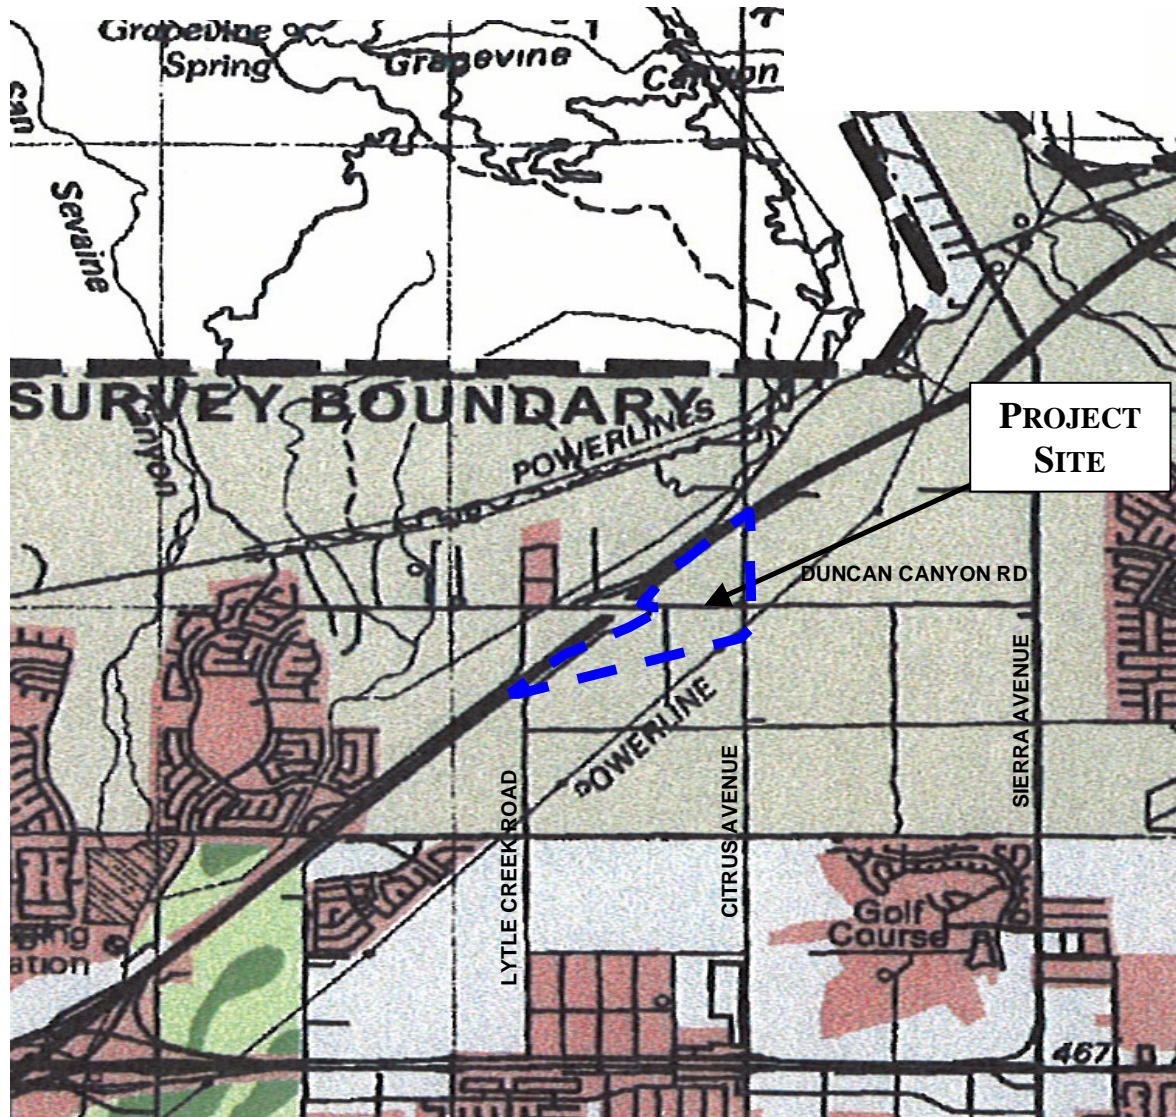 Grapevine
Spring
Grapevine
Canyon
Sevaine
Canyon
SURVEY BOUNDARY
POWERLINES
PROJECT
SITE
DUNCAN CANYON RD
SIERRA AVENUE
POWERLINE
CITRUS AVENUE
LYTLE CREEK ROAD
Golf
Course
467